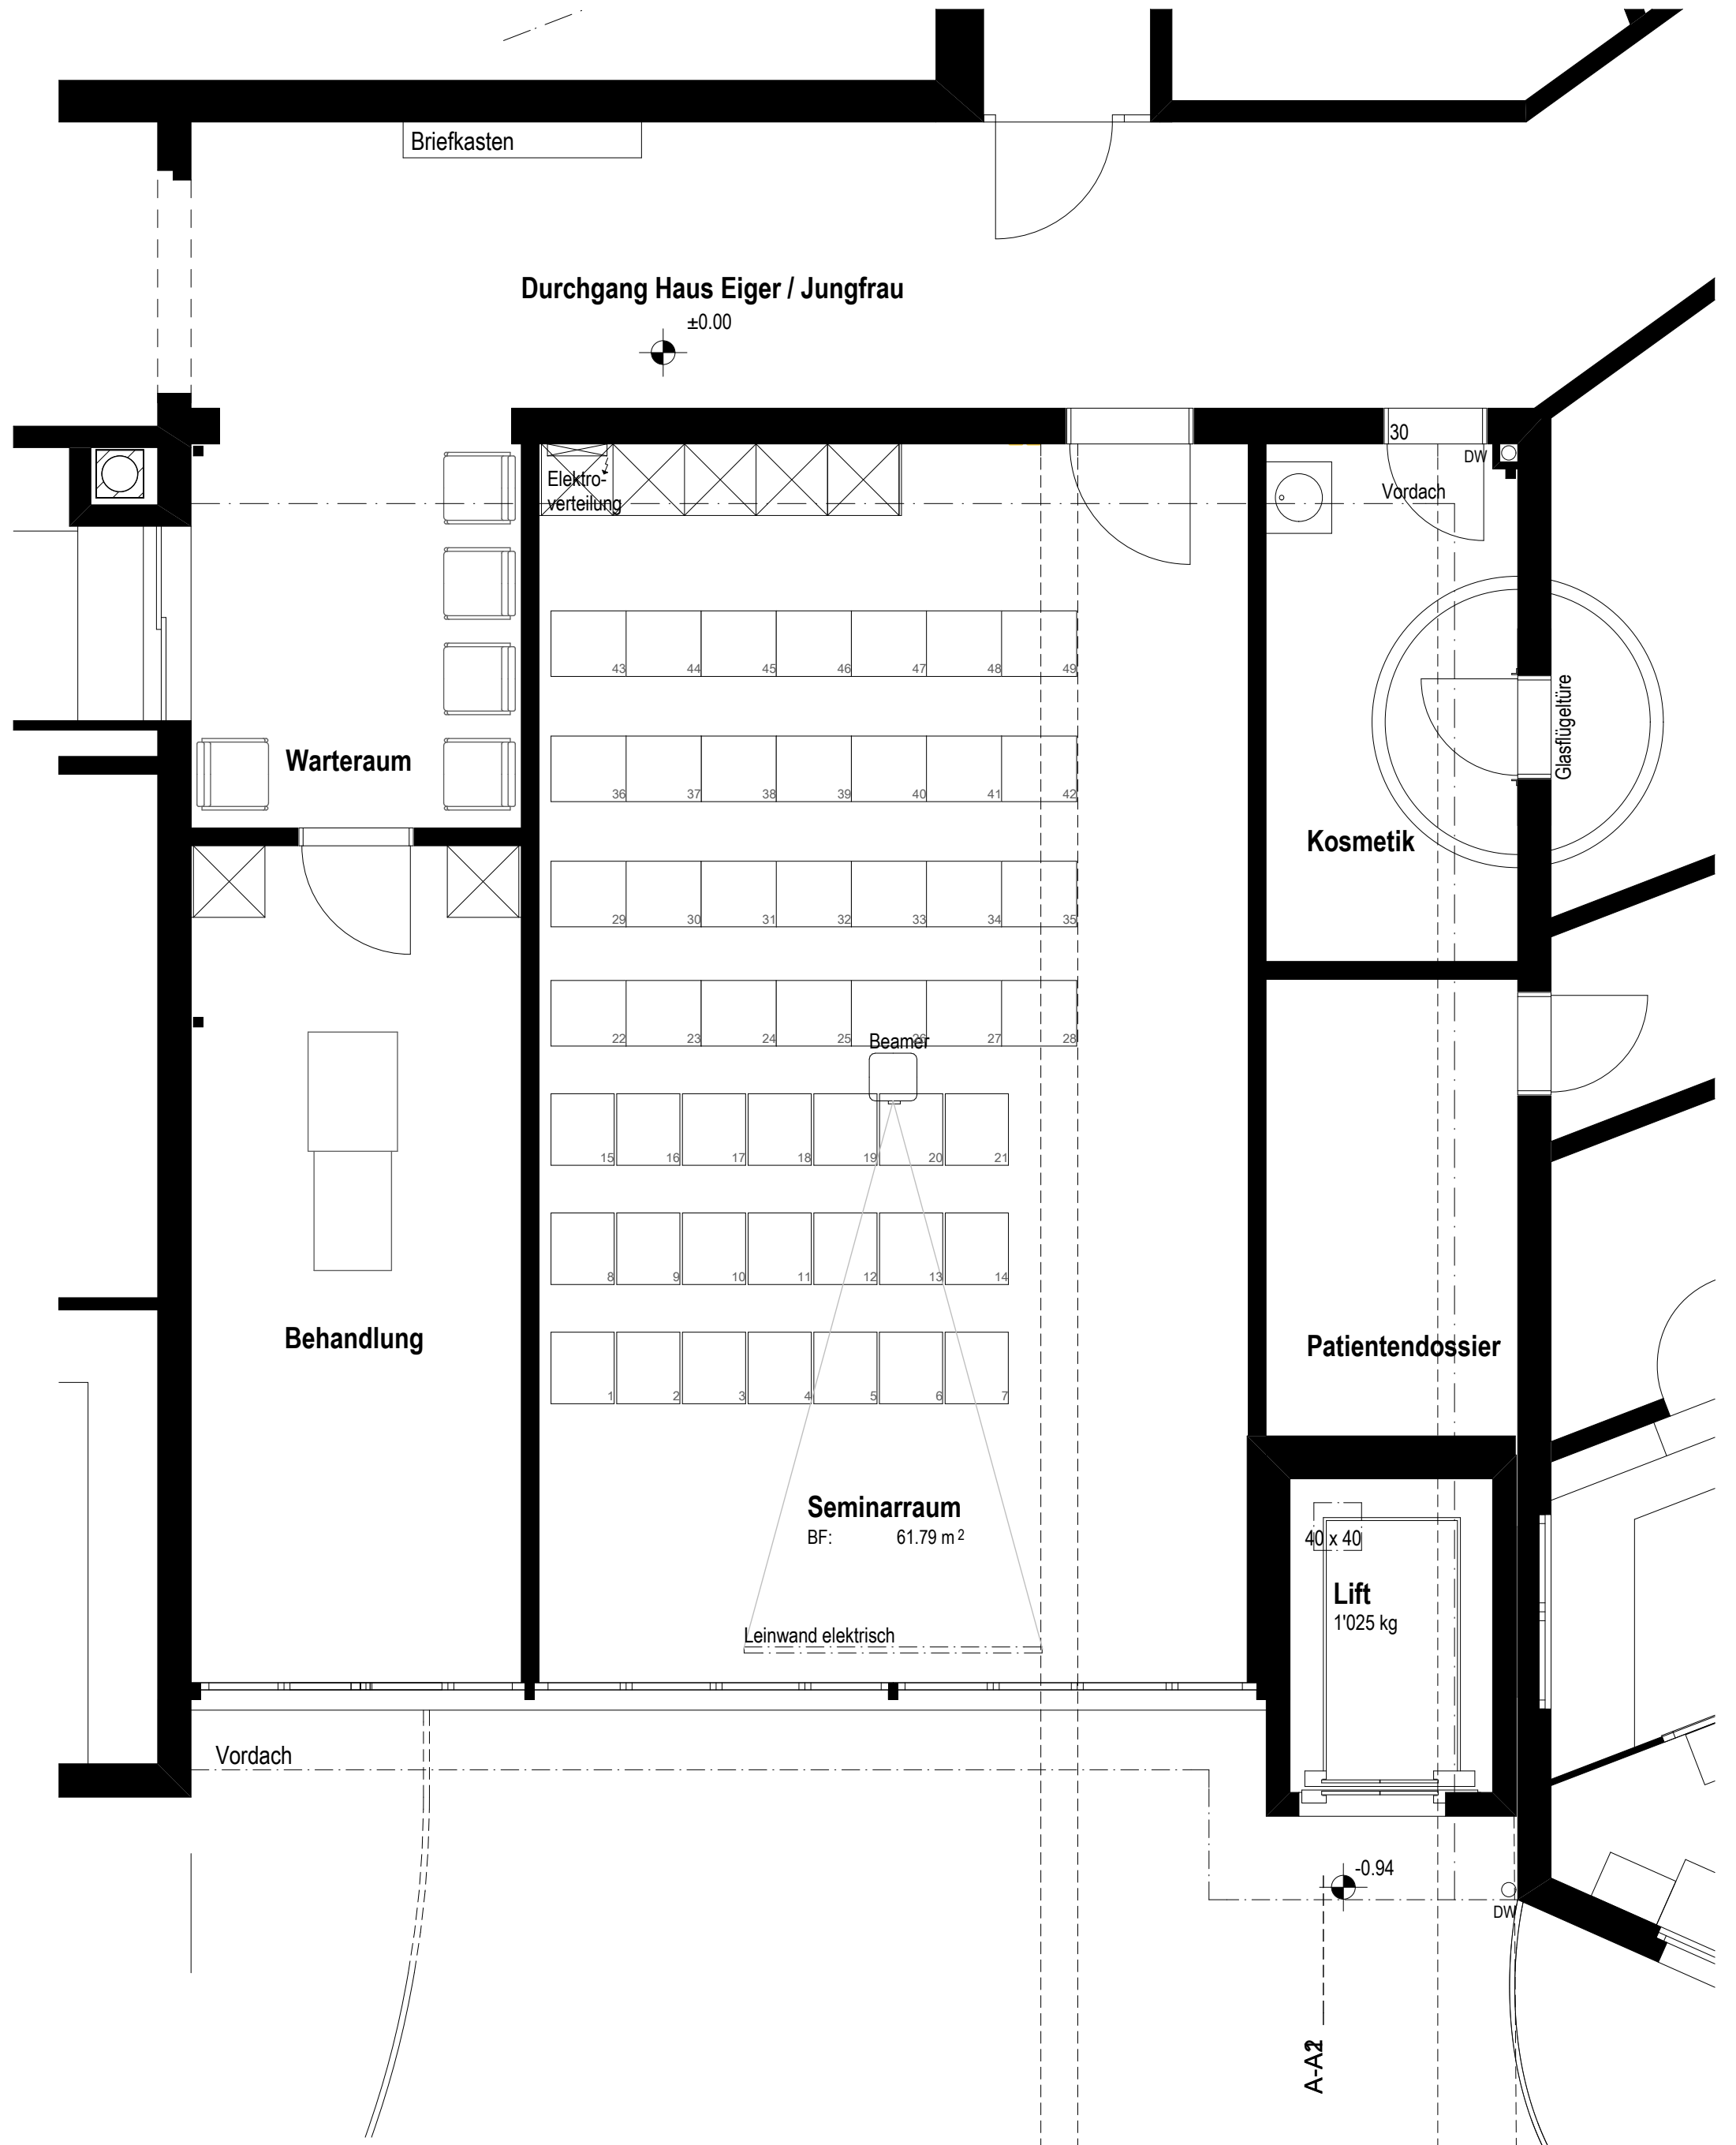 Briefkasten
Durchgang Haus Eiger / Jungfrau
±0.00
30
DW
Elektro-
verteilung
Vordach
43 44 45 46 47 48 49
Glasflügeltüre
Warteraum
36 37 38 39 40 41 42
Kosmetik
29 30 31 32 33 34 35
22 23 24 25 26 27 28
Beamer
15 16 17 18 19 20 21
8 9 10 11 12 13 14
Behandlung
Patientendossier
1 2 3 4 5 6 7
Seminarraum
BF: 61.79 m²
40 x 40
Lift
1'025 kg
Leinwand elektrisch
Vordach
-0.94
DW